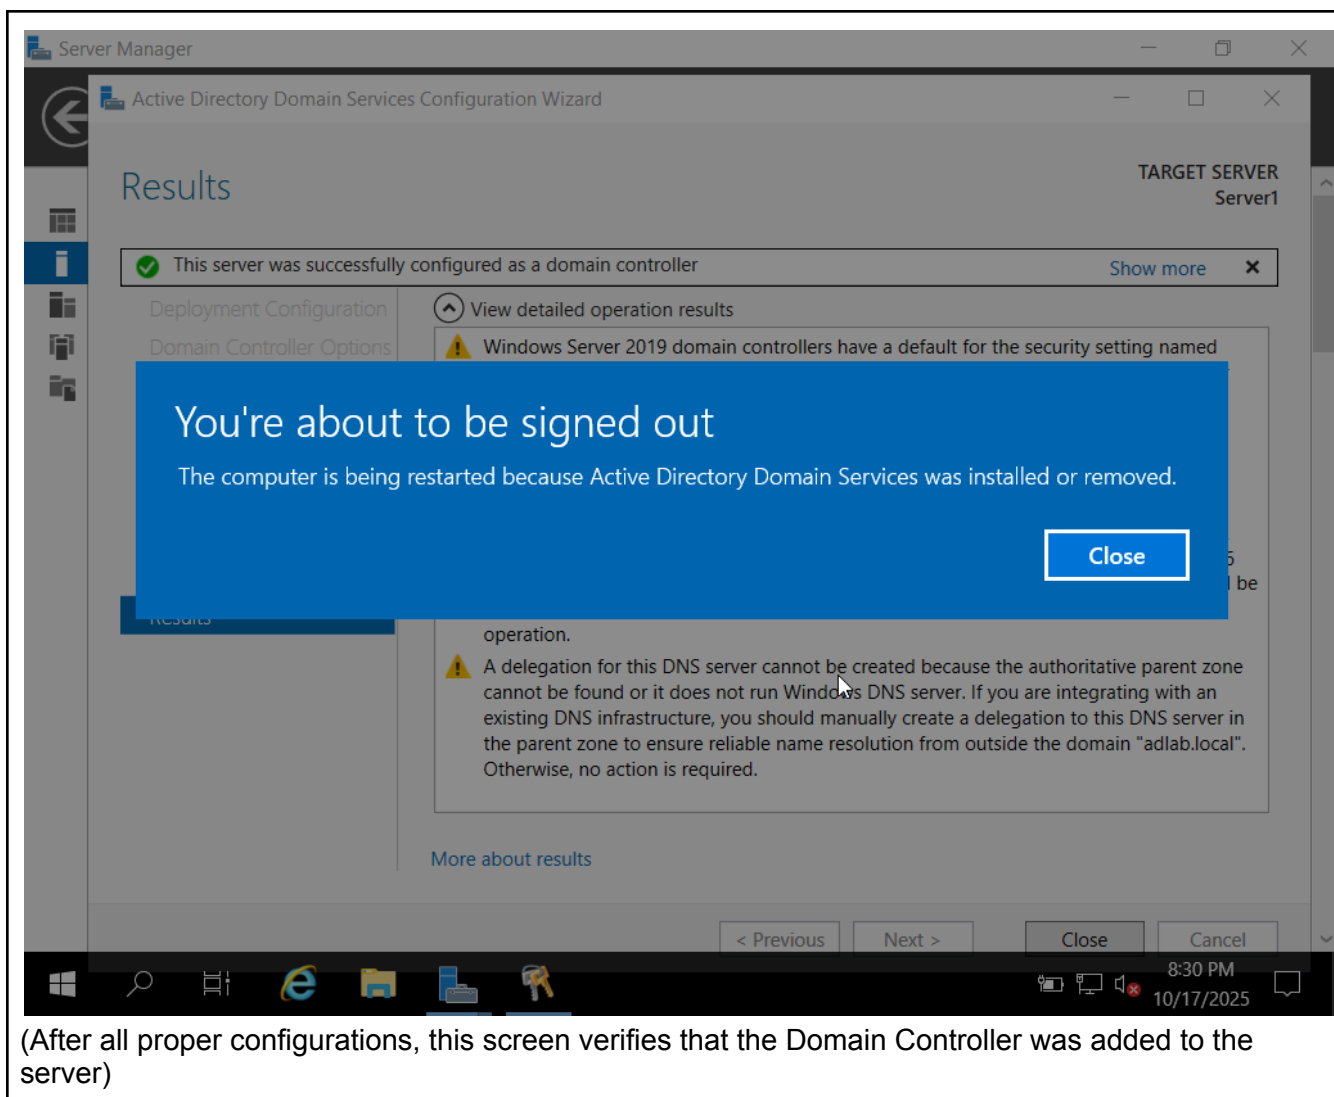 Server Manager
Active Directory Domain Services Configuration Wizard
Results
TARGET SERVER
Server1
This server was successfully configured as a domain controller
Show more
Deployment Configuration
View detailed operation results
Domain Controller Options
Windows Server 2019 domain controllers have a default for the security setting named
You're about to be signed out
The computer is being restarted because Active Directory Domain Services was installed or removed.
Close
be
Results
operation.
A delegation for this DNS server cannot be created because the authoritative parent zone
cannot be found or it does not run Windows DNS server. If you are integrating with an
existing DNS infrastructure, you should manually create a delegation to this DNS server in
the parent zone to ensure reliable name resolution from outside the domain "adlab.local".
Otherwise, no action is required.
More about results
< Previous
Next >
Close
Cancel
8:30 PM
10/17/2025
(After all proper configurations, this screen verifies that the Domain Controller was added to the
server)